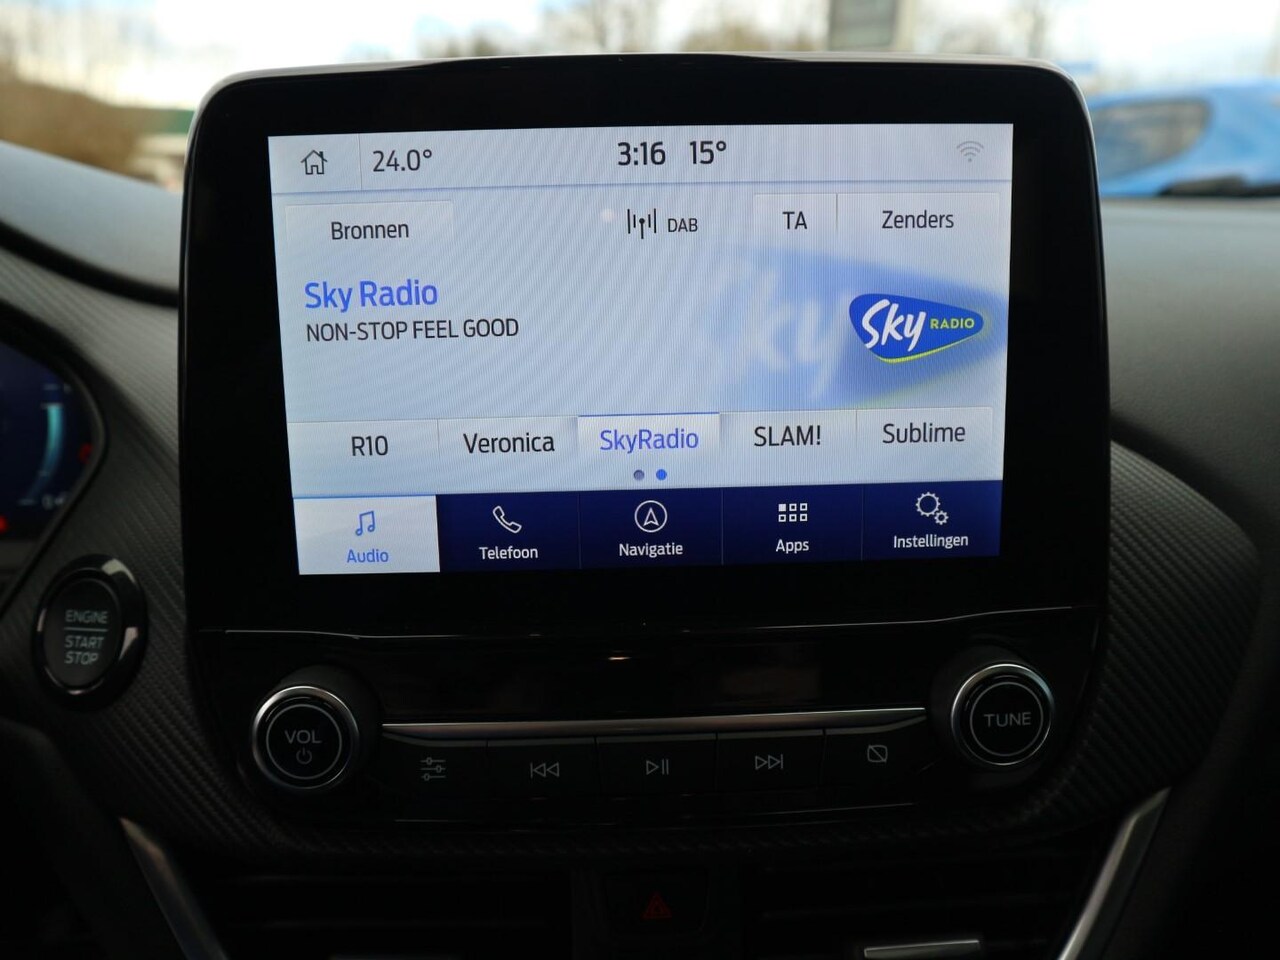 24.0° 3:16 15°
Bronnen DAB TA Zenders
Sky Radio
NON-STOP FEEL GOOD
Sky RADIO
R10 Veronica SkyRadio SLAM! Sublime
Audio Telefoon Navigatie Apps Instellingen
ENGINE
START
STOP
VOL
TUNE